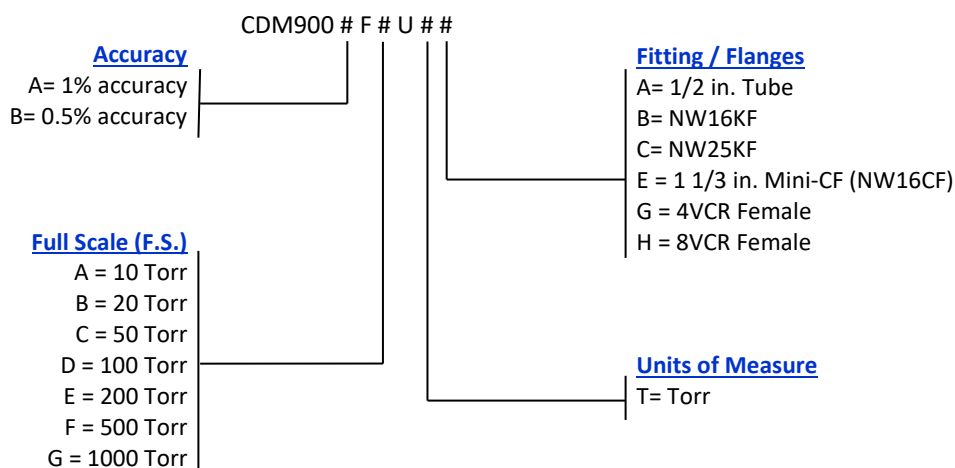 CDM900 # F # U # #
Accuracy
A= 1% accuracy
B= 0.5% accuracy
Full Scale (F.S.)
A = 10 Torr
B = 20 Torr
C = 50 Torr
D = 100 Torr
E = 200 Torr
F = 500 Torr
G = 1000 Torr
Fitting / Flanges
A= 1/2 in. Tube
B= NW16KF
C= NW25KF
E = 1 1/3 in. Mini-CF (NW16CF)
G = 4VCR Female
H = 8VCR Female
Units of Measure
T= Torr